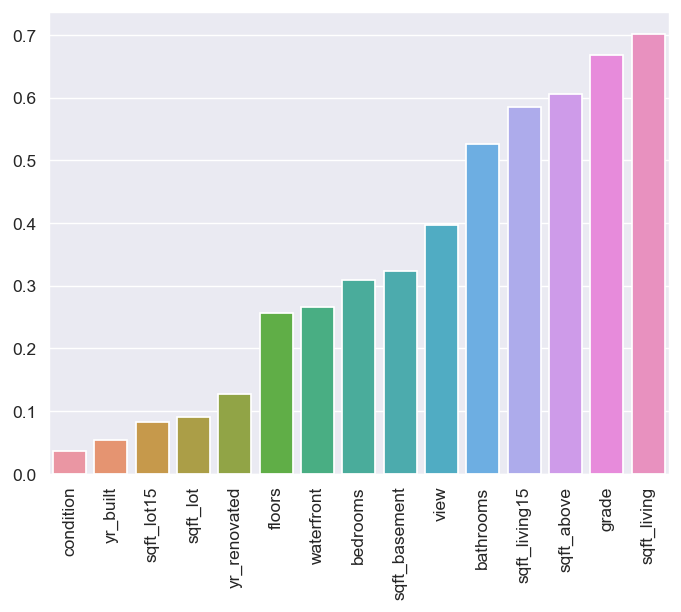 0.7
0.6
0.5
0.4
0.3
0.2
0.1
0.0
condition
yr_built
sqft_lot15
sqft_lot
yr_renovated
floors
waterfront
bedrooms
sqft_basement
view
bathrooms
sqft_living15
sqft_above
grade
sqft_living